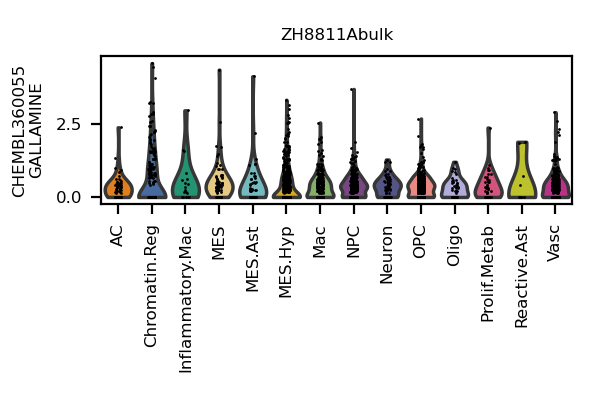 ZH8811Abulk
CHEMBL360055
GALLAMINE
2.5
0.0
AC
Chromatin.Reg
Inflammatory.Mac
MES
MES.Ast
MES.Hyp
Mac
NPC
Neuron
OPC
Oligo
Prolif.Metab
Reactive.Ast
Vasc